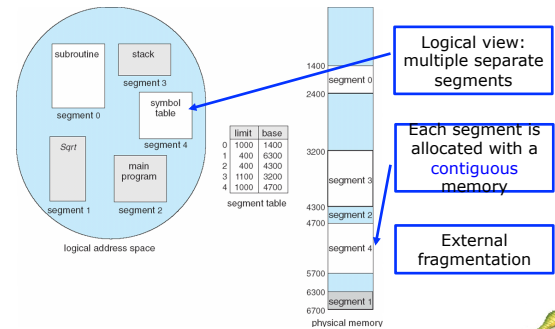 subroutine
stack
segment 3
symbol
table
segment 0
segment 4
Sqrt
main
program
segment 1
segment 2
logical address space
limit base
0 1000 1400
1 400 6300
2 400 4300
3 1100 3200
4 1000 4700
segment table
1400
segment 0
2400
3200
segment 3
4300
segment 2
4700
segment 4
5700
6300
segment 1
6700
physical memory
Logical view:
multiple separate
segments
Each segment is
allocated with a
contiguous
memory
External
fragmentation